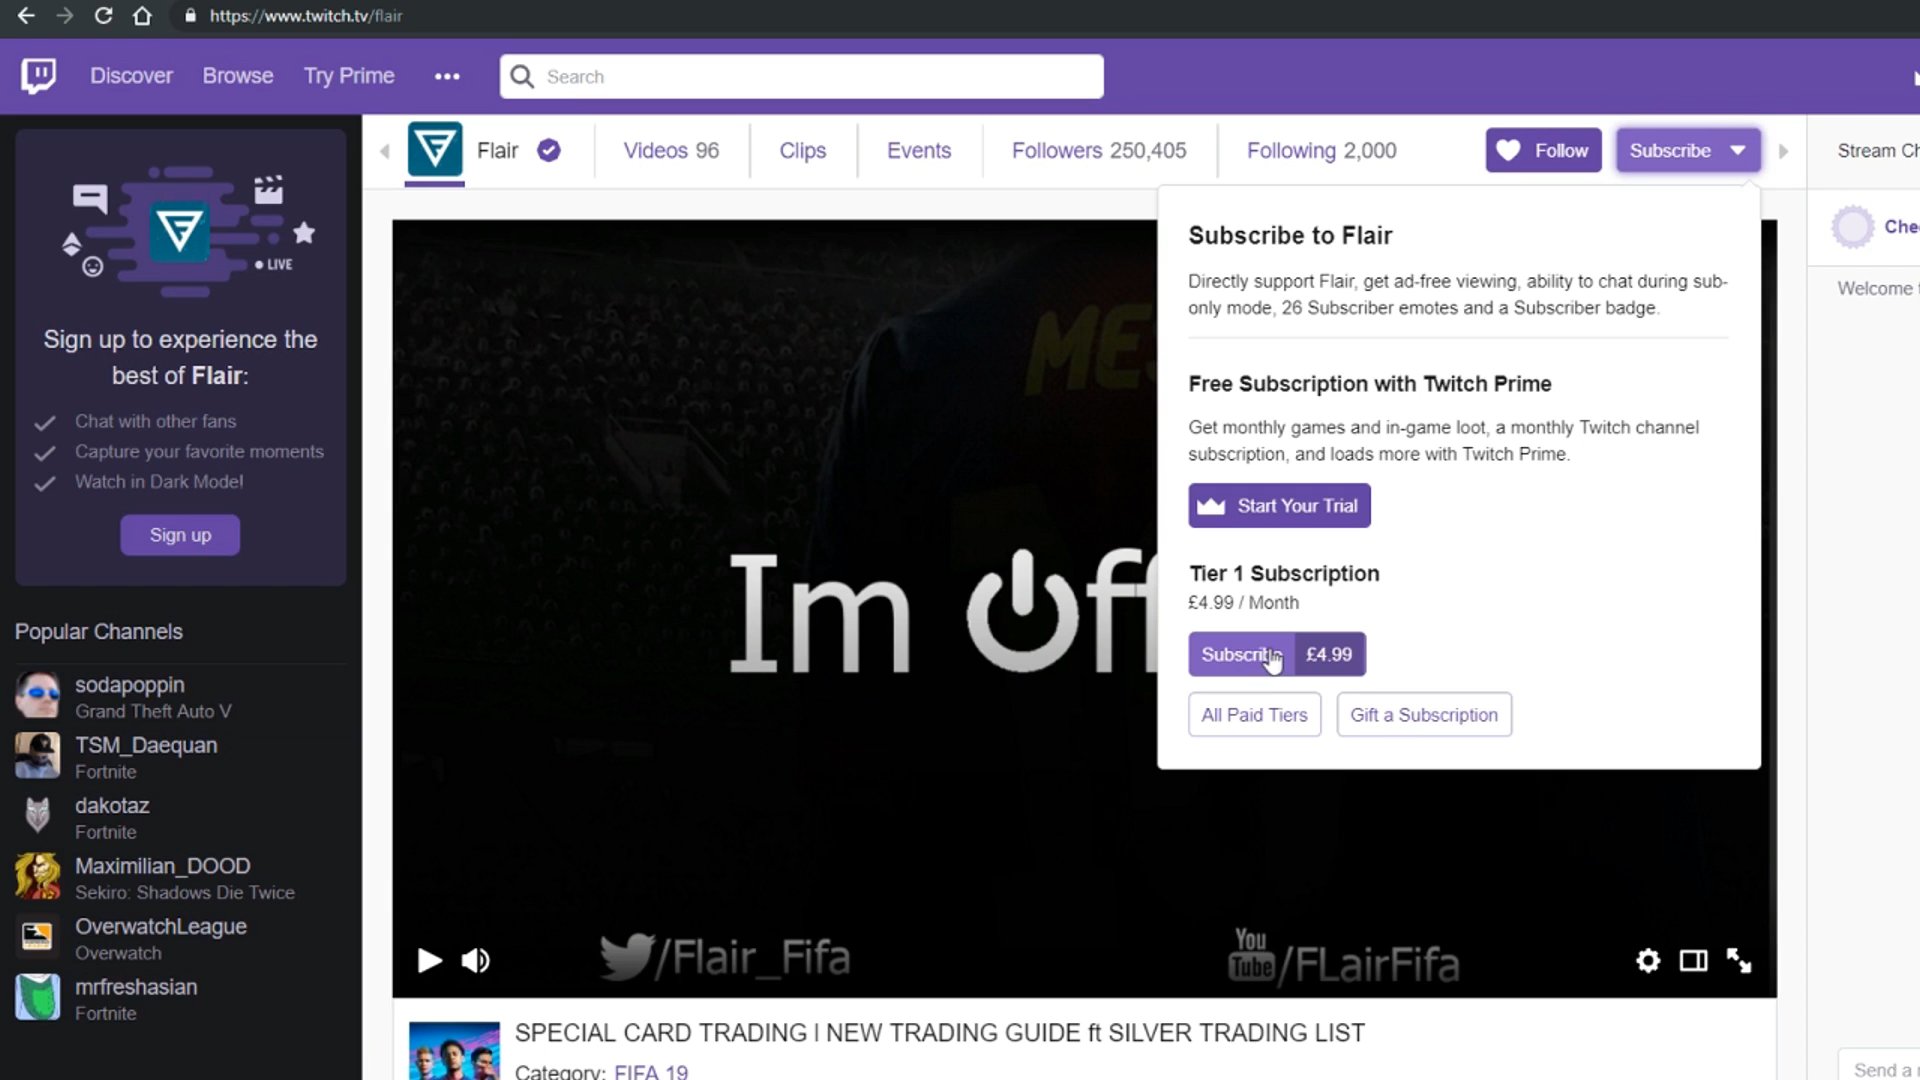 https://www.twitch.tv/flair
Discover
Browse
Try Prime
Search
Flair
Videos 96
Clips
Events
Followers 250,405
Following 2,000
Follow
Subscribe
Stream Ch
LIVE
Sign up to experience the
best of Flair:
Chat with other fans
Capture your favorite moments
Watch in Dark Mode!
Sign up
Popular Channels
sodapoppin
Grand Theft Auto V
TSM_Daequan
Fortnite
dakotaz
Fortnite
Maximilian_DOOD
Sekiro: Shadows Die Twice
OverwatchLeague
Overwatch
mrfreshasian
Fortnite
ME
Im Off
/Flair_Fifa
You
Tube
/FLairFifa
Subscribe to Flair
Directly support Flair, get ad-free viewing, ability to chat during sub-
only mode, 26 Subscriber emotes and a Subscriber badge.
Free Subscription with Twitch Prime
Get monthly games and in-game loot, a monthly Twitch channel
subscription, and loads more with Twitch Prime.
Start Your Trial
Tier 1 Subscription
£4.99 / Month
Subscribe £4.99
All Paid Tiers
Gift a Subscription
Chee
Welcome
SPECIAL CARD TRADING l NEW TRADING GUIDE ft SILVER TRADING LIST
Category: FIFA 19
Send a